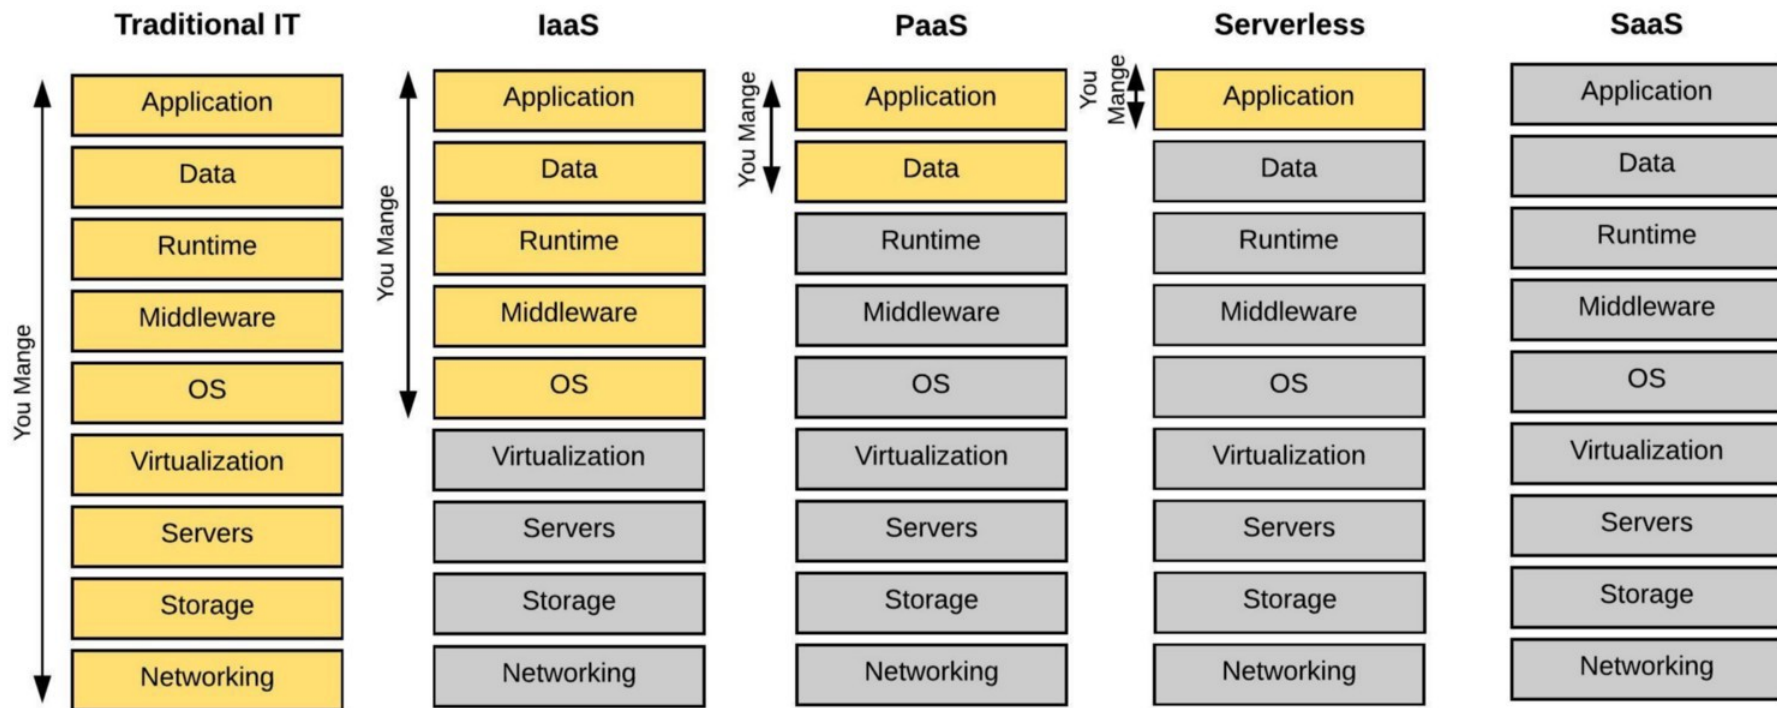 Traditional IT
You Mange
Application
Data
Runtime
Middleware
OS
Virtualization
Servers
Storage
Networking
IaaS
You Mange
Application
Data
Runtime
Middleware
OS
Virtualization
Servers
Storage
Networking
PaaS
You Mange
Application
Data
Runtime
Middleware
OS
Virtualization
Servers
Storage
Networking
Serverless
You
Mange
Application
Data
Runtime
Middleware
OS
Virtualization
Servers
Storage
Networking
SaaS
Application
Data
Runtime
Middleware
OS
Virtualization
Servers
Storage
Networking